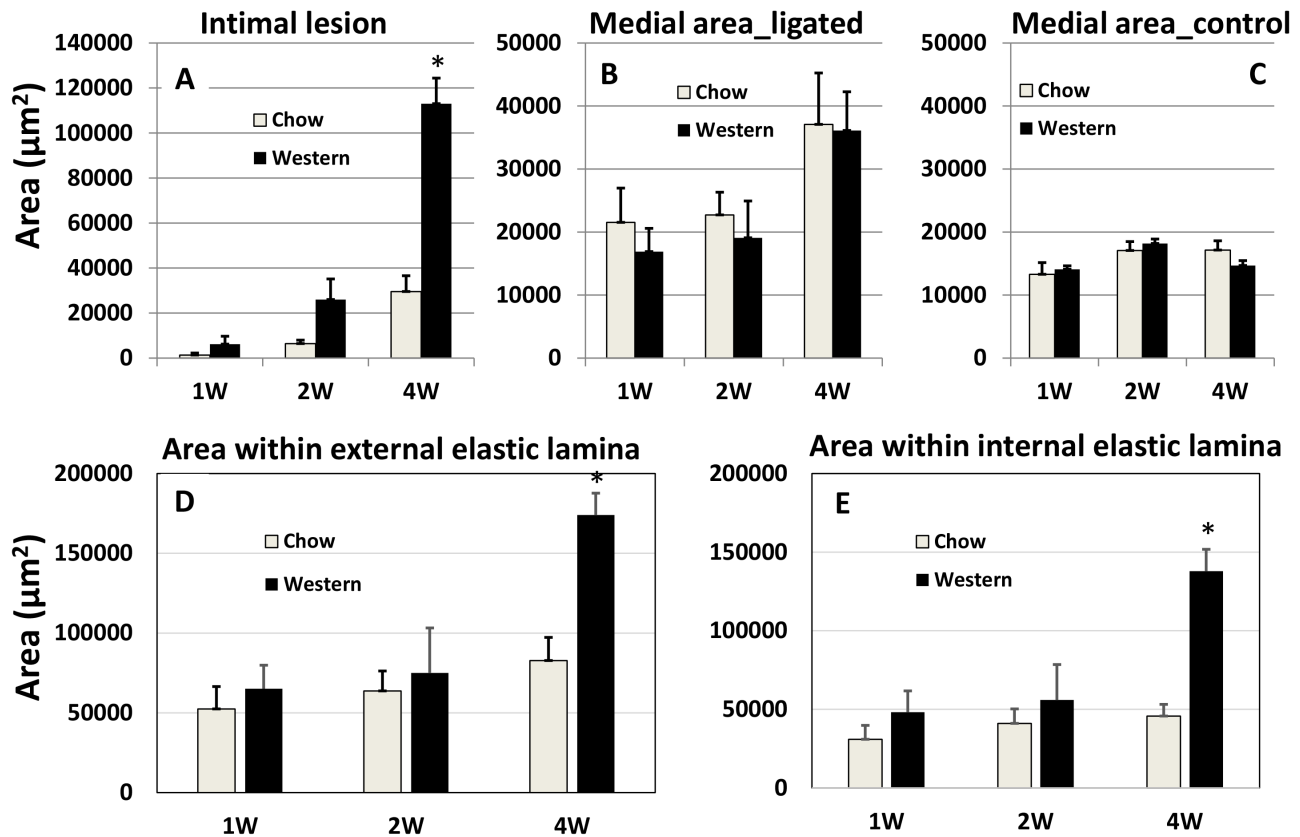 Intimal lesion
Area (µm²)
140000
120000
100000
80000
60000
40000
20000
0
A
*
Chow
Western
1W 2W 4W
Medial area_ligated
50000
40000
30000
20000
10000
0
B
Chow
Western
1W 2W 4W
Medial area_control
50000
40000
30000
20000
10000
0
C
Chow
Western
1W 2W 4W
Area within external elastic lamina
Area (µm²)
200000
150000
100000
50000
0
D
*
Chow
Western
1W 2W 4W
Area within internal elastic lamina
200000
150000
100000
50000
0
E
*
Chow
Western
1W 2W 4W